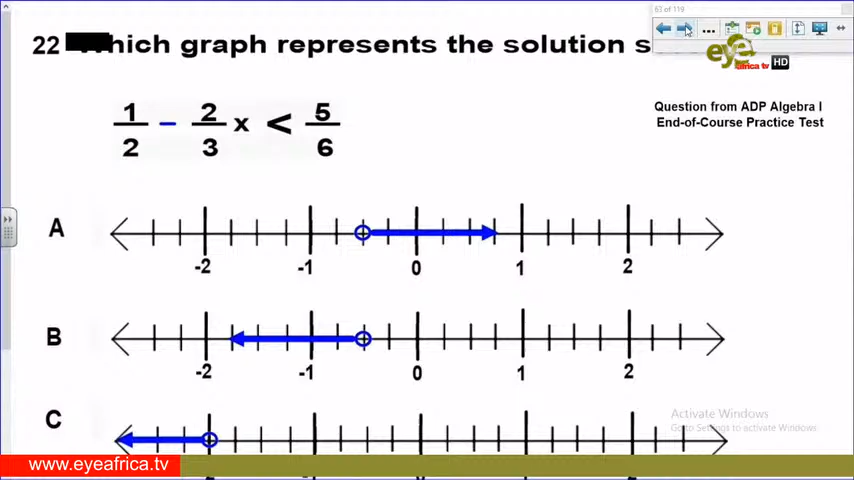 63 of 119
22 Which graph represents the solution s
eye
africa tv HD
Question from ADP Algebra I
End-of-Course Practice Test
1/2 - 2/3 x < 5/6
A
-2 -1 0 1 2
B
-2 -1 0 1 2
C
Activate Windows
Go to Settings to activate Windows.
www.eyeafrica.tv